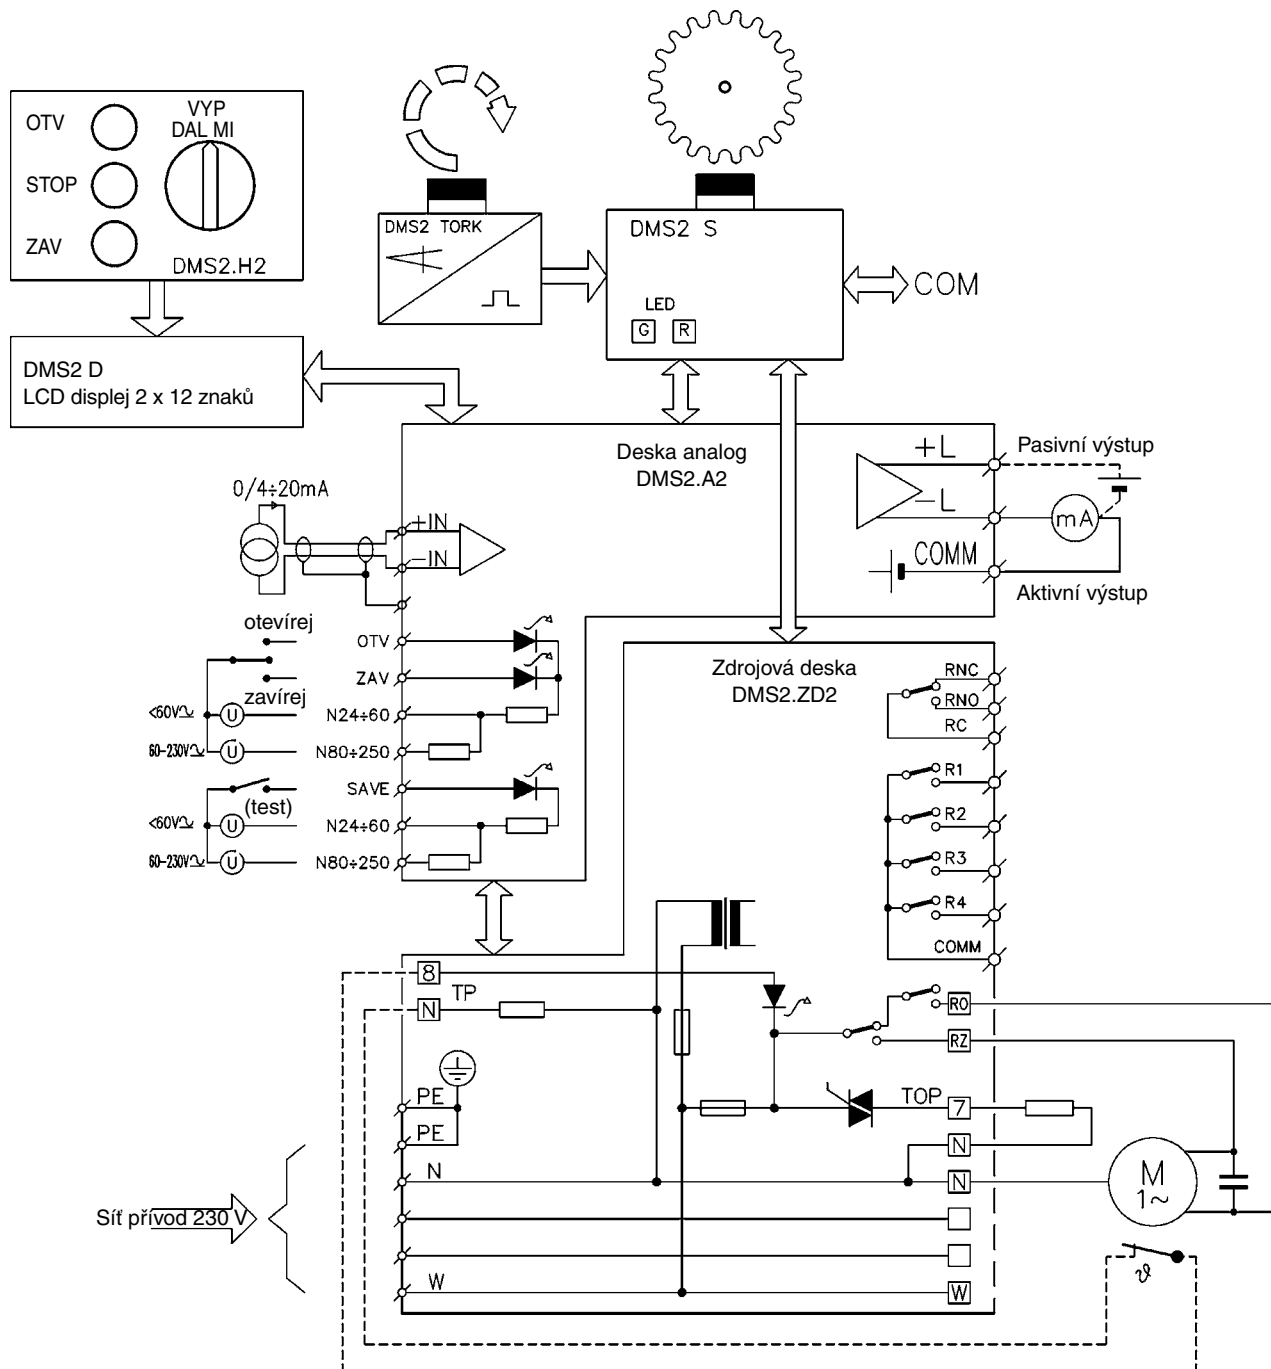 OTV
STOP
ZAV
VYP
DAL MI
DMS2.H2
DMS2 TORK
DMS2 S
LED
G R
COM
DMS2 D
LCD displej 2 x 12 znaků
Deska analog
DMS2.A2
+L
Pasivní výstup
-L
mA
COMM
Aktivní výstup
0/4÷20mA
+IN
-IN
otevírej
OTV
ZAV
zavírej
<60V
U
N24÷60
60-230V
U
N80÷250
SAVE
(test)
<60V
U
N24÷60
60-230V
U
N80÷250
Zdrojová deska
DMS2.ZD2
RNC
RNO
RC
R1
R2
R3
R4
COMM
8
N
TP
RO
RZ
PE
PE
TOP
7
N
N
N
M
1~
Síť přívod 230 V
ϑ
W
W